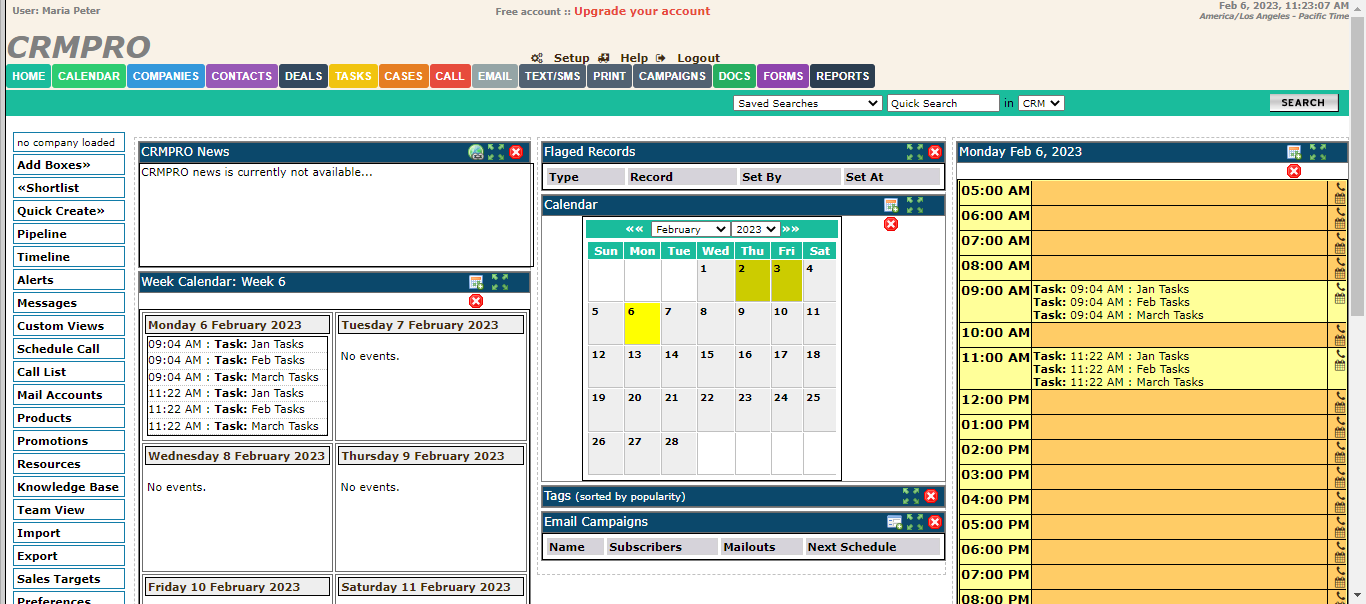 User: Maria Peter
Free account :: Upgrade your account
Feb 6, 2023, 11:23:07 AM
America/Los Angeles - Pacific Time
CRMPRO
Setup Help Logout
HOME CALENDAR COMPANIES CONTACTS DEALS TASKS CASES CALL EMAIL TEXT/SMS PRINT CAMPAIGNS DOCS FORMS REPORTS
Saved Searches Quick Search in CRM SEARCH
no company loaded
Add Boxes»
«Shortlist
Quick Create»
Pipeline
Timeline
Alerts
Messages
Custom Views
Schedule Call
Call List
Mail Accounts
Products
Promotions
Resources
Knowledge Base
Team View
Import
Export
Sales Targets
Preferences
CRMPRO News
CRMPRO news is currently not available...
Week Calendar: Week 6
Monday 6 February 2023
09:04 AM : Task: Jan Tasks
09:04 AM : Task: Feb Tasks
09:04 AM : Task: March Tasks
11:22 AM : Task: Jan Tasks
11:22 AM : Task: Feb Tasks
11:22 AM : Task: March Tasks
Tuesday 7 February 2023
No events.
Wednesday 8 February 2023
No events.
Thursday 9 February 2023
No events.
Friday 10 February 2023
Saturday 11 February 2023
Flaged Records
Type Record Set By Set At
Calendar
«« February 2023 »»
Sun Mon Tue Wed Thu Fri Sat
1 2 3 4
5 6 7 8 9 10 11
12 13 14 15 16 17 18
19 20 21 22 23 24 25
26 27 28
Tags (sorted by popularity)
Email Campaigns
Name Subscribers Mailouts Next Schedule
Monday Feb 6, 2023
05:00 AM
06:00 AM
07:00 AM
08:00 AM
09:00 AM Task: 09:04 AM : Jan Tasks
Task: 09:04 AM : Feb Tasks
Task: 09:04 AM : March Tasks
10:00 AM
11:00 AM Task: 11:22 AM : Jan Tasks
Task: 11:22 AM : Feb Tasks
Task: 11:22 AM : March Tasks
12:00 PM
01:00 PM
02:00 PM
03:00 PM
04:00 PM
05:00 PM
06:00 PM
07:00 PM
08:00 PM